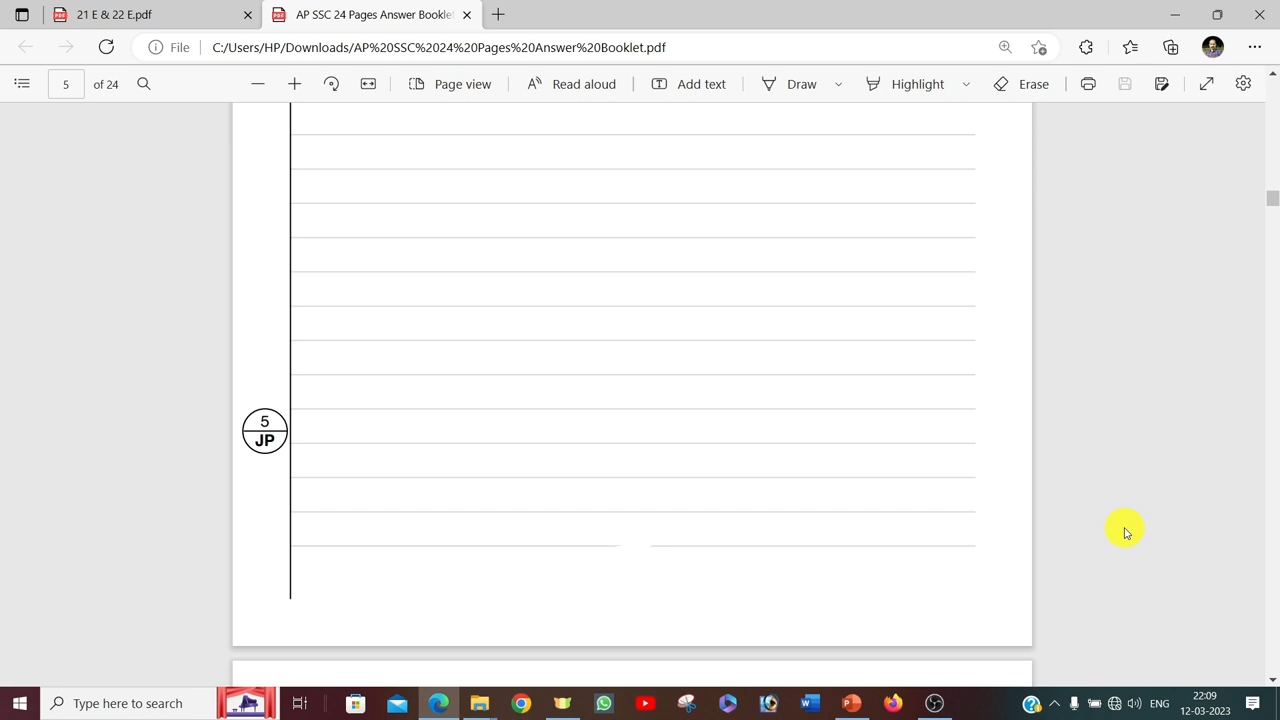 21 E & 22 E.pdf
AP SSC 24 Pages Answer Booklet
File
C:/Users/HP/Downloads/AP%20SSC%2024%20Pages%20Answer%20Booklet.pdf
5 of 24
Page view
Read aloud
Add text
Draw
Highlight
Erase
5
JP
Type here to search
ENG
22:09
12-03-2023